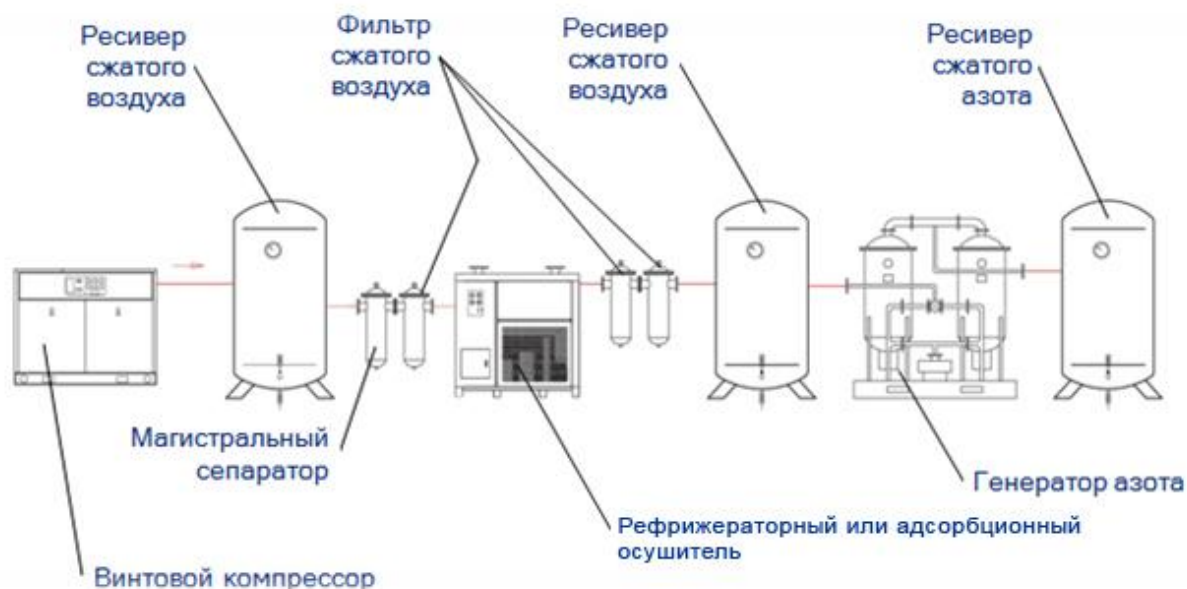 Ресивер
сжатого
воздуха
Фильтр
сжатого
воздуха
Ресивер
сжатого
воздуха
Ресивер
сжатого
азота
Магистральный
сепаратор
Генератор азота
Рефрижераторный или адсорбционный
осушитель
Винтовой компрессор